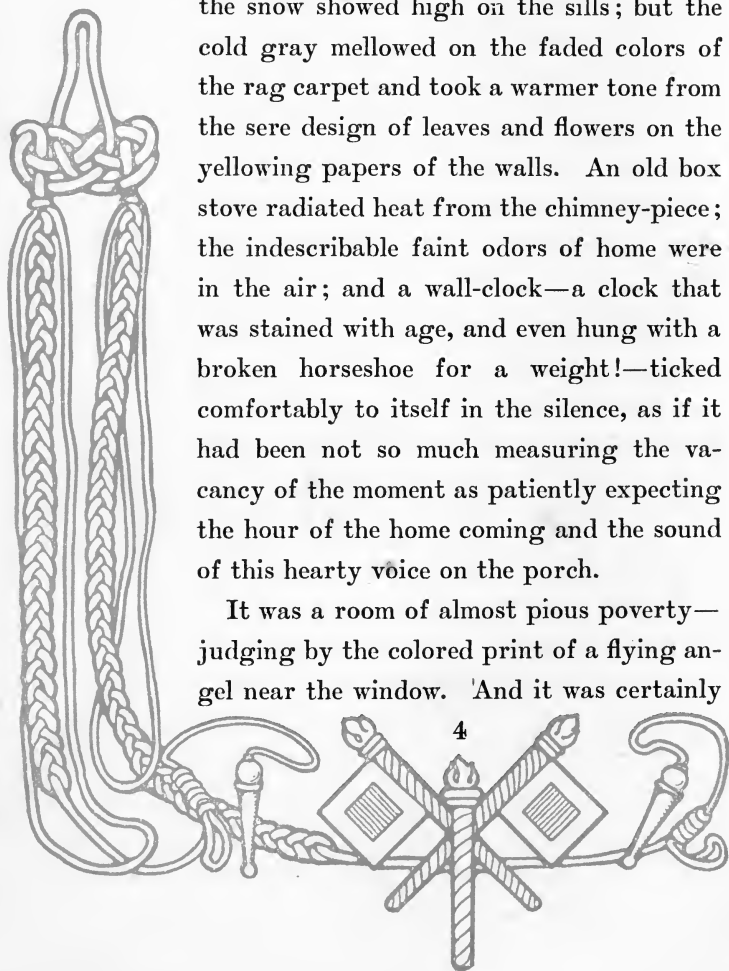 the snow showed high on the sills; but the
cold gray mellowed on the faded colors of
the rag carpet and took a warmer tone from
the sere design of leaves and flowers on the
yellowing papers of the walls. An old box
stove radiated heat from the chimney-piece;
the indescribable faint odors of home were
in the air; and a wall-clock—a clock that
was stained with age, and even hung with a
broken horseshoe for a weight!—ticked
comfortably to itself in the silence, as if it
had been not so much measuring the va-
cancy of the moment as patiently expecting
the hour of the home coming and the sound
of this hearty voice on the porch.
It was a room of almost pious poverty—
judging by the colored print of a flying an-
gel near the window. And it was certainly
4